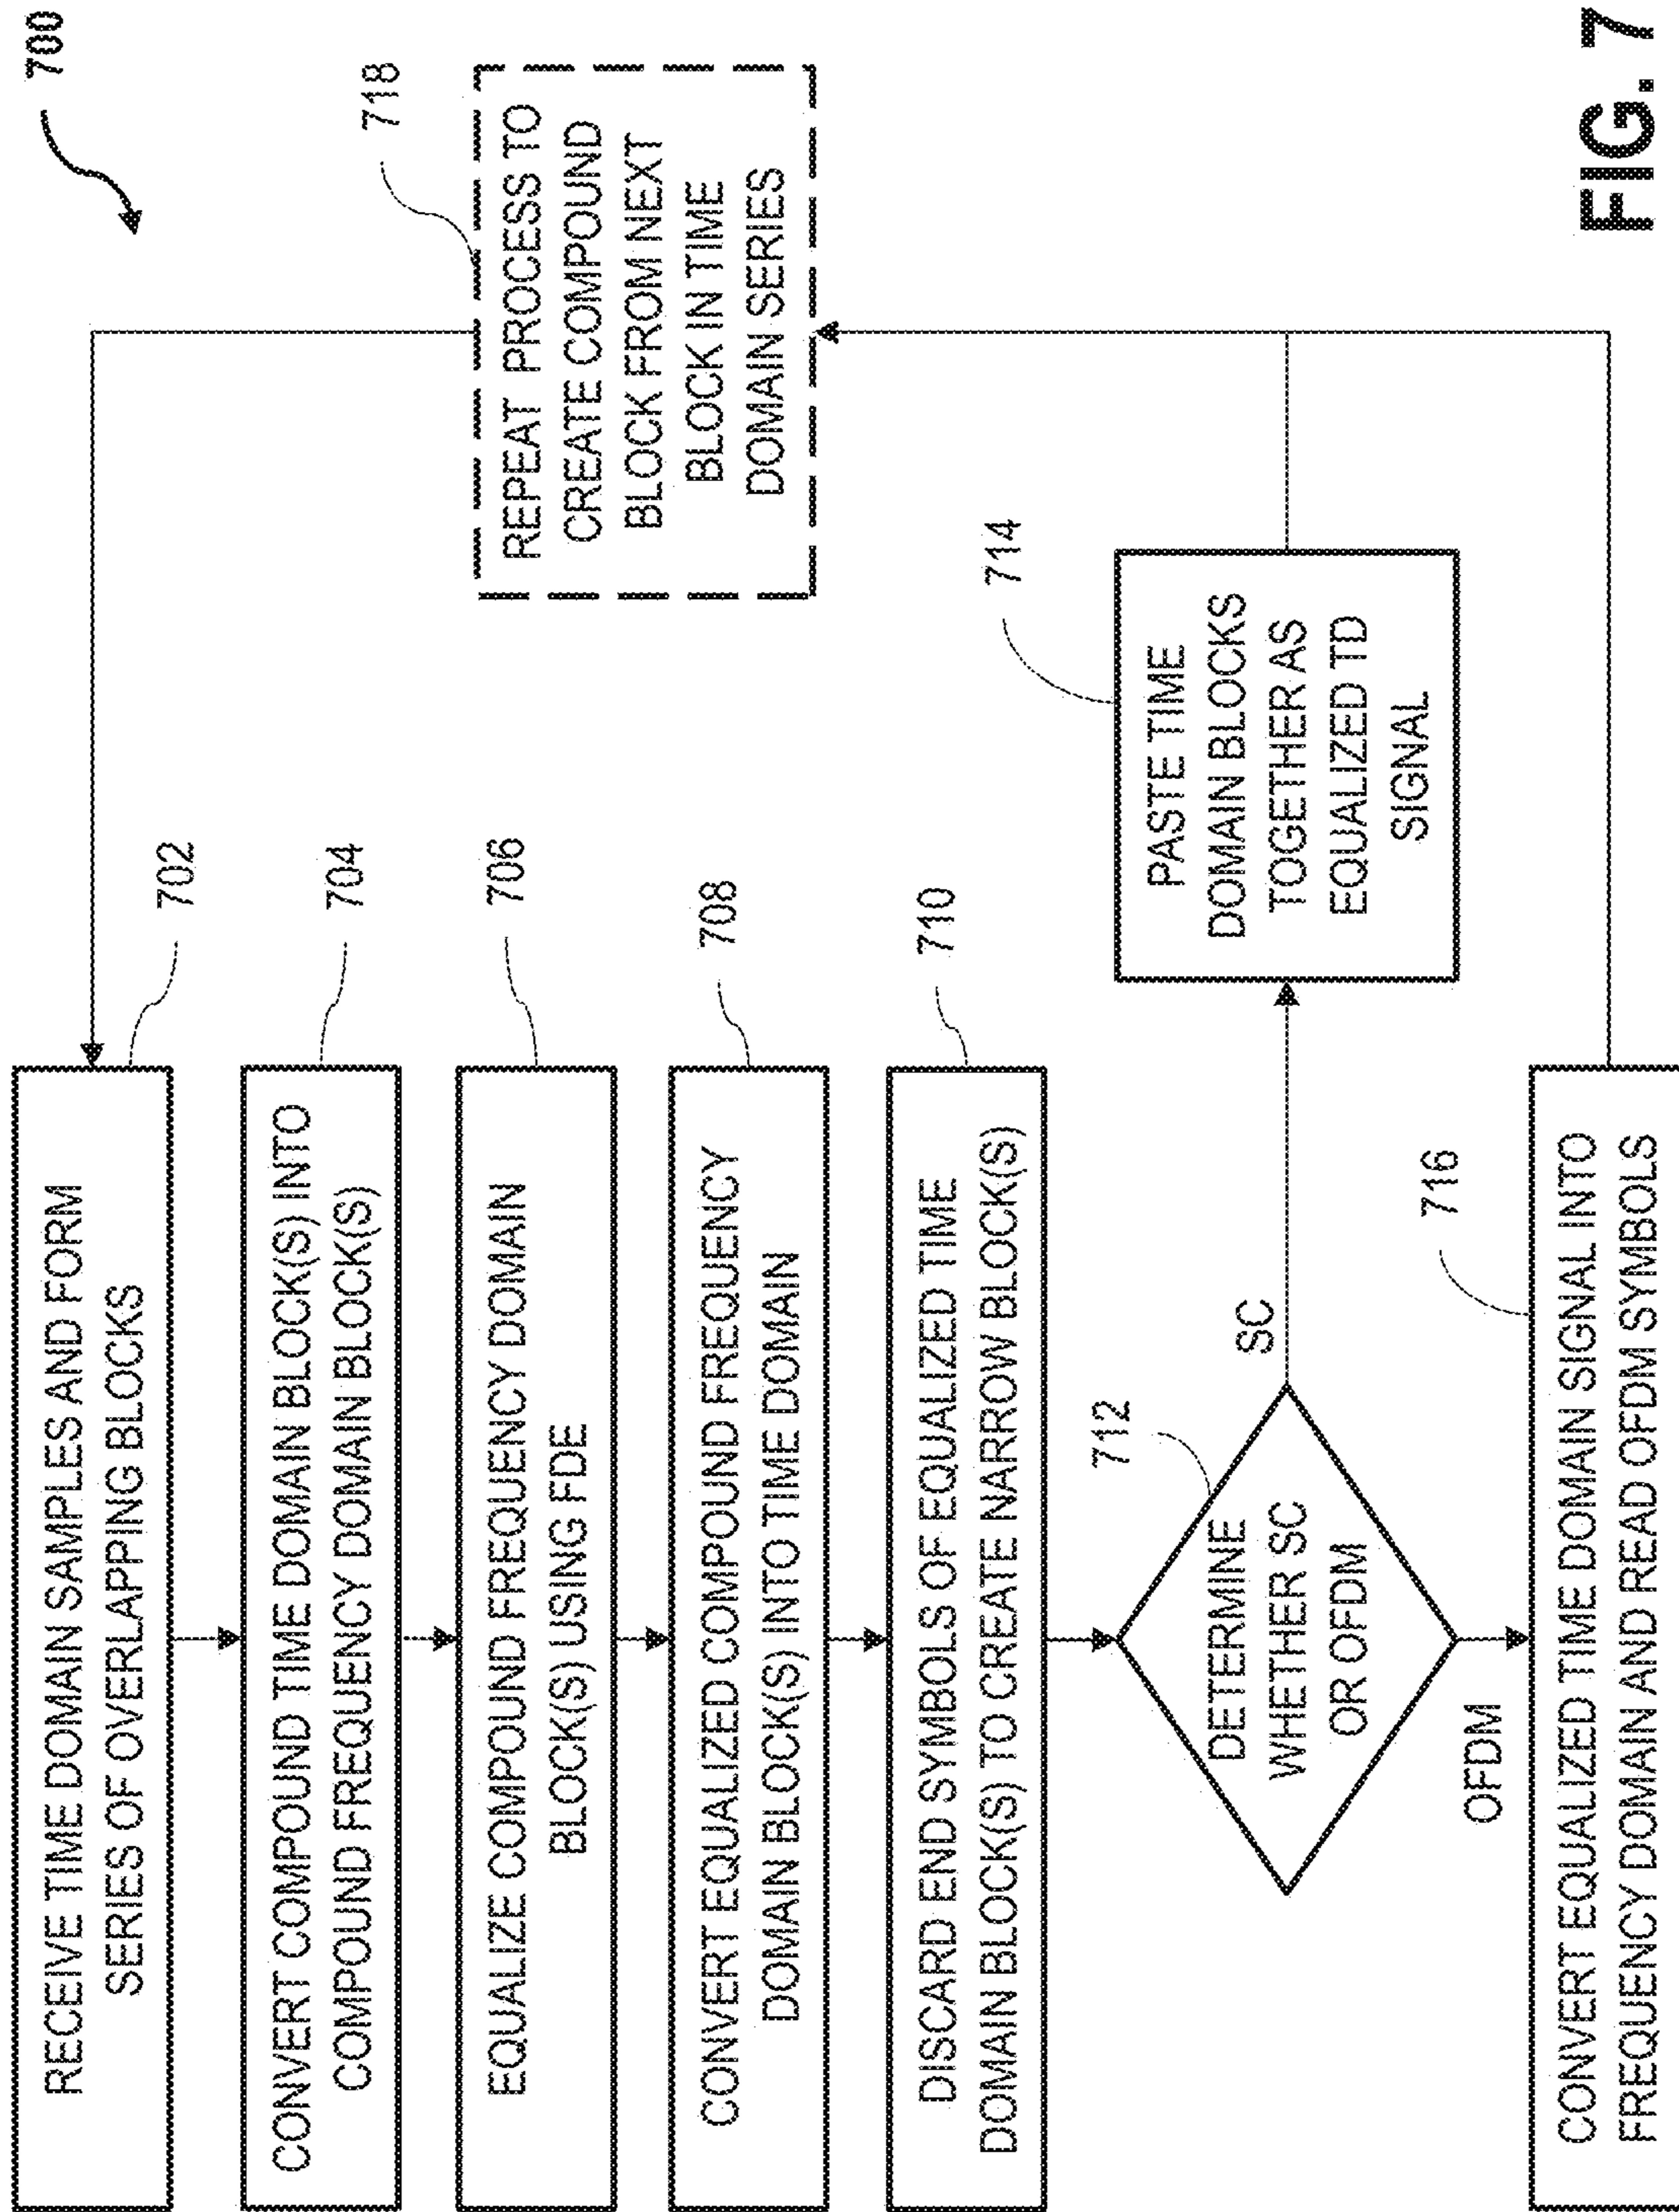 700
RECEIVE TIME DOMAIN SAMPLES AND FORM
SERIES OF OVERLAPPING BLOCKS
702
CONVERT COMPOUND TIME DOMAIN BLOCK(S) INTO
COMPOUND FREQUENCY DOMAIN BLOCK(S)
704
EQUALIZE COMPOUND FREQUENCY DOMAIN
BLOCK(S) USING FDE
706
CONVERT EQUALIZED COMPOUND FREQUENCY
DOMAIN BLOCK(S) INTO TIME DOMAIN
708
DISCARD END SYMBOLS OF EQUALIZED TIME
DOMAIN BLOCK(S) TO CREATE NARROW BLOCK(S)
710
DETERMINE
WHETHER SC
OR OFDM
712
SC
PASTE TIME
DOMAIN BLOCKS
TOGETHER AS
EQUALIZED TD
SIGNAL
714
OFDM
CONVERT EQUALIZED TIME DOMAIN SIGNAL INTO
FREQUENCY DOMAIN AND READ OFDM SYMBOLS
716
REPEAT PROCESS TO
CREATE COMPOUND
BLOCK FROM NEXT
BLOCK IN TIME
DOMAIN SERIES
718
FIG. 7